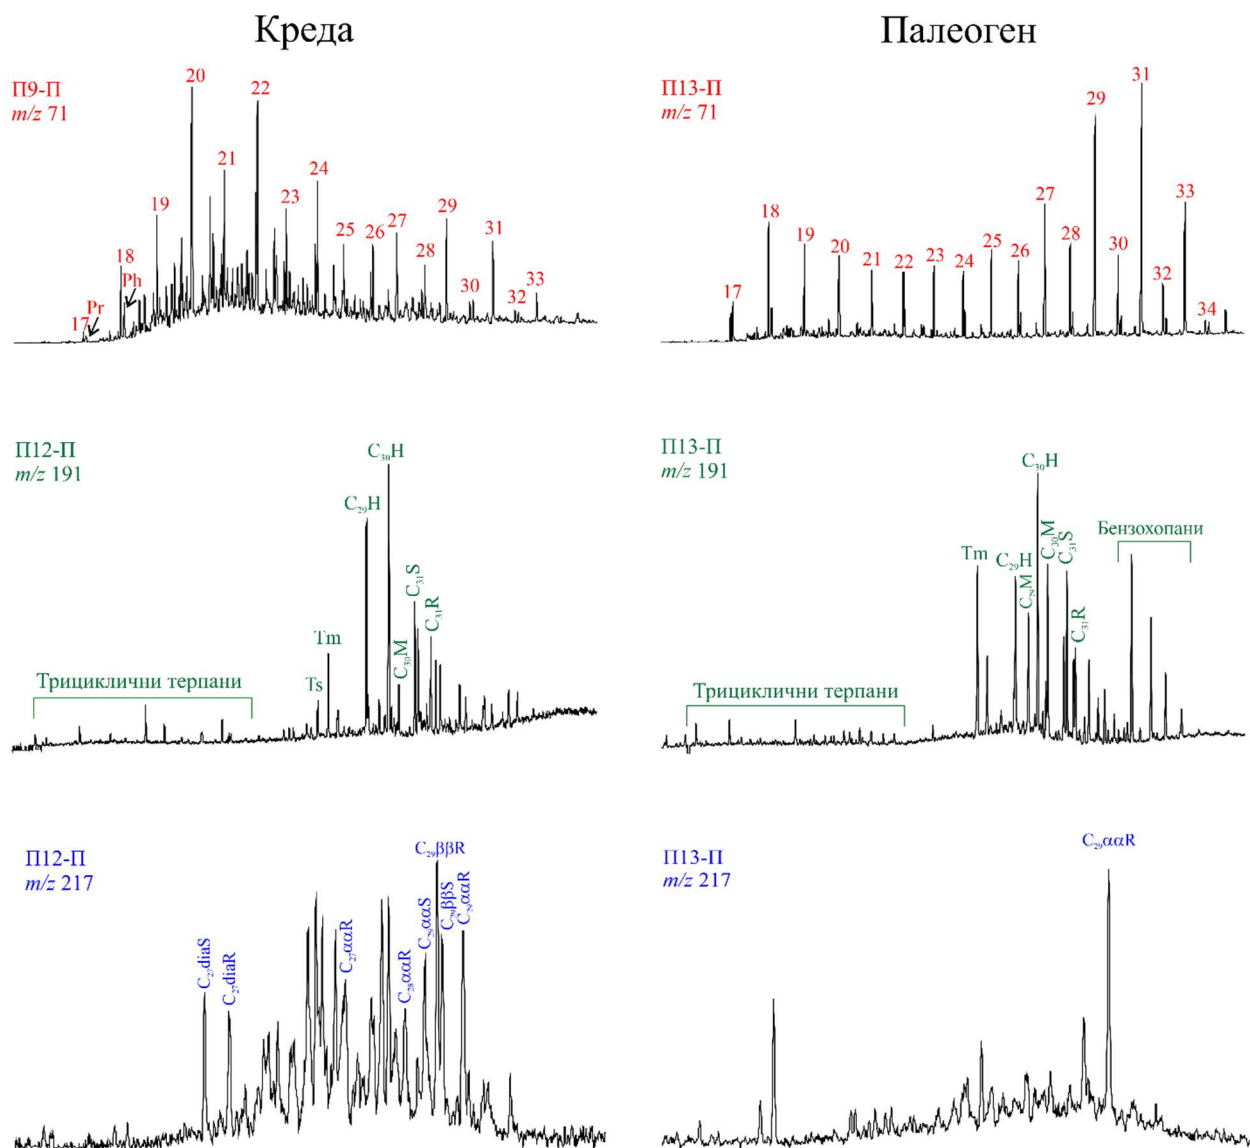 Креда
Палеоген
П9-П
m/z 71
17
Pr
18
Ph
19
20
21
22
23
24
25
26
27
28
29
30
31
32
33
П13-П
m/z 71
17
18
19
20
21
22
23
24
25
26
27
28
29
30
31
32
33
34
П12-П
m/z 191
Трициклични терпани
Ts
Tm
C₂₉H
C₃₀H
C₃₀M
C₃₁S
C₃₁R
П13-П
m/z 191
Трициклични терпани
Tm
C₂₉H
C₂₉M
C₃₀H
C₃₀M
C₃₁S
C₃₁R
Бензохопани
П12-П
m/z 217
C₂₇diaS
C₂₇diaR
C₂₇ααR
C₂₈ααR
C₂₉ααS
C₂₉ββR
C₂₉ββS
C₂₉ααR
П13-П
m/z 217
C₂₉ααR